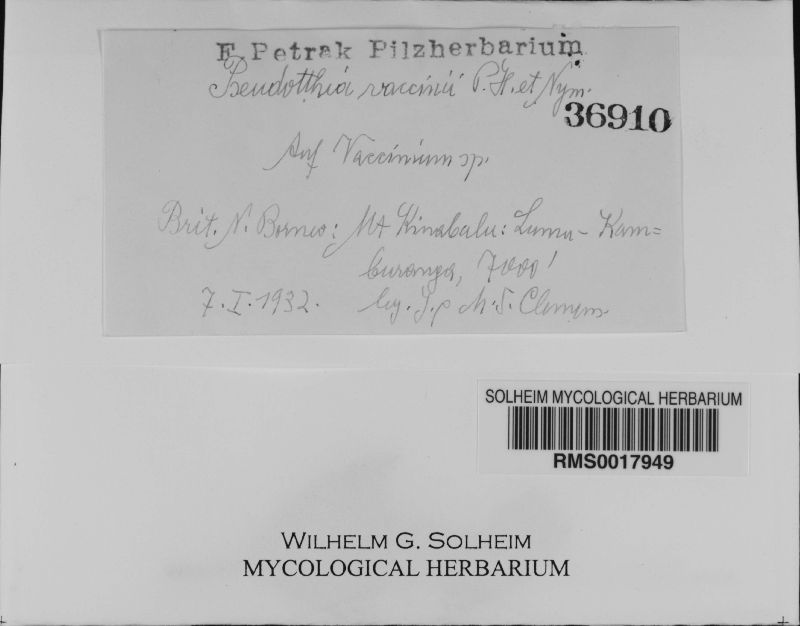 F. Petrak Pilzherbarium
Pseudotthia vaccinii P. H. et Nym.
36910
Auf Vaccinium sp.
Brit. N. Borneo: Mt Kinabalu: Lumu- Kam=
buranga, 7000'
7. I. 1932. leg. J. & M. S. Clemens
SOLHEIM MYCOLOGICAL HERBARIUM
RMS0017949
WILHELM G. SOLHEIM
MYCOLOGICAL HERBARIUM